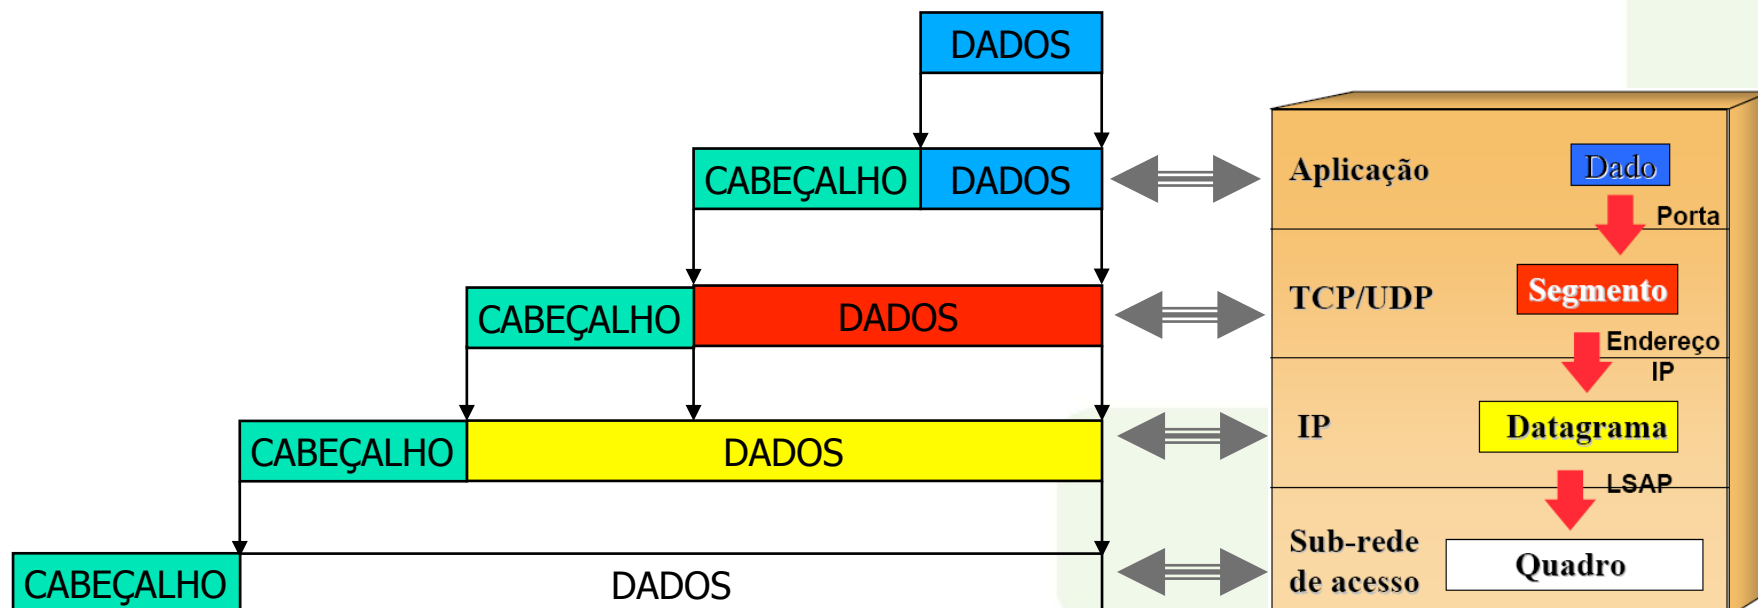 DADOS
CABEÇALHO DADOS
Aplicação Dado
Porta
CABEÇALHO DADOS
TCP/UDP Segmento
Endereço
IP
CABEÇALHO DADOS
IP Datagrama
LSAP
CABEÇALHO DADOS
Sub-rede
de acesso
Quadro